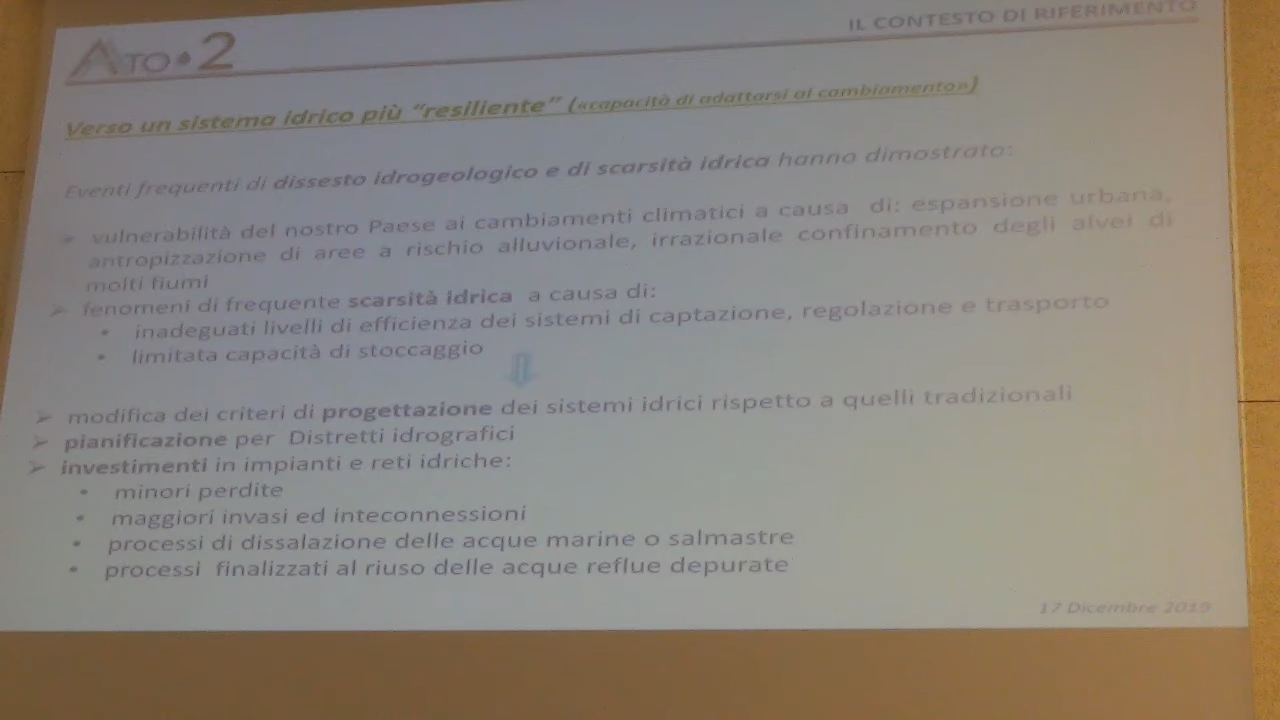 ATO•2
IL CONTESTO DI RIFERIMENTO
Verso un sistema idrico più “resiliente” («capacità di adattarsi al cambiamento»)
Eventi frequenti di dissesto idrogeologico e di scarsità idrica hanno dimostrato:
➢ vulnerabilità del nostro Paese ai cambiamenti climatici a causa di: espansione urbana,
antropizzazione di aree a rischio alluvionale, irrazionale confinamento degli alvei di
molti fiumi
➢ fenomeni di frequente scarsità idrica a causa di:
• inadeguati livelli di efficienza dei sistemi di captazione, regolazione e trasporto
• limitata capacità di stoccaggio
➢ modifica dei criteri di progettazione dei sistemi idrici rispetto a quelli tradizionali
➢ pianificazione per Distretti idrografici
➢ investimenti in impianti e reti idriche:
• minori perdite
• maggiori invasi ed inteconnessioni
• processi di dissalazione delle acque marine o salmastre
• processi finalizzati al riuso delle acque reflue depurate
17 Dicembre 2019